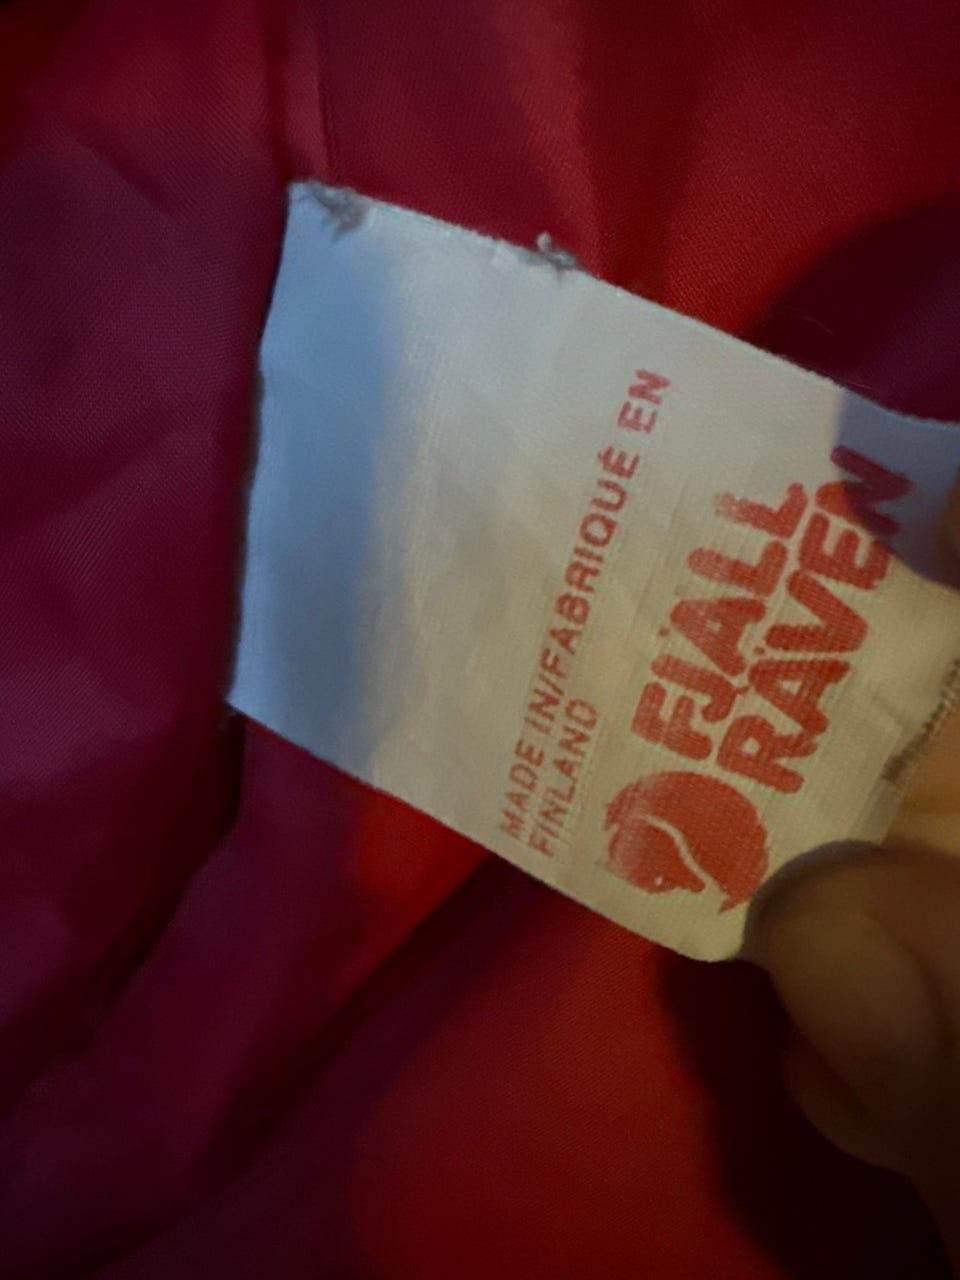 MADE IN/FABRIQUÉ EN
FINLAND
FJÄLL
RÄVEN